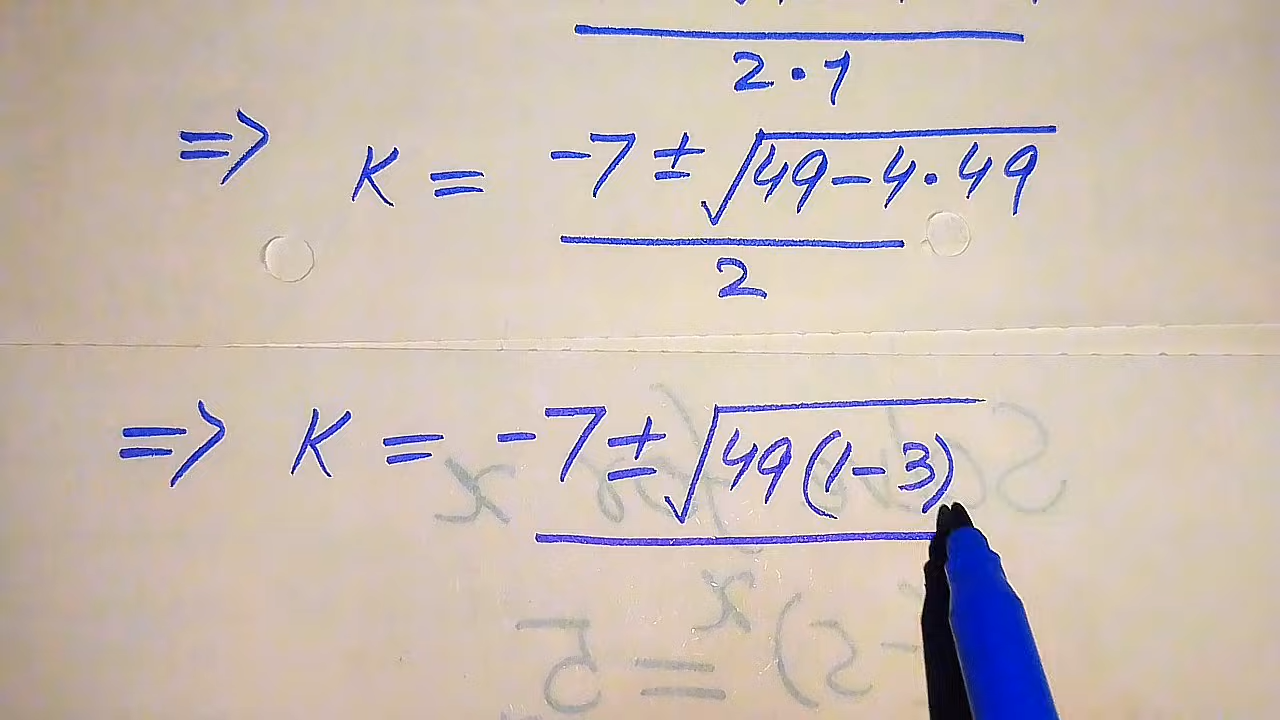 2·1
=> K = -7 ± √49-4·49
2
=> K = -7 ± √49(1-3)